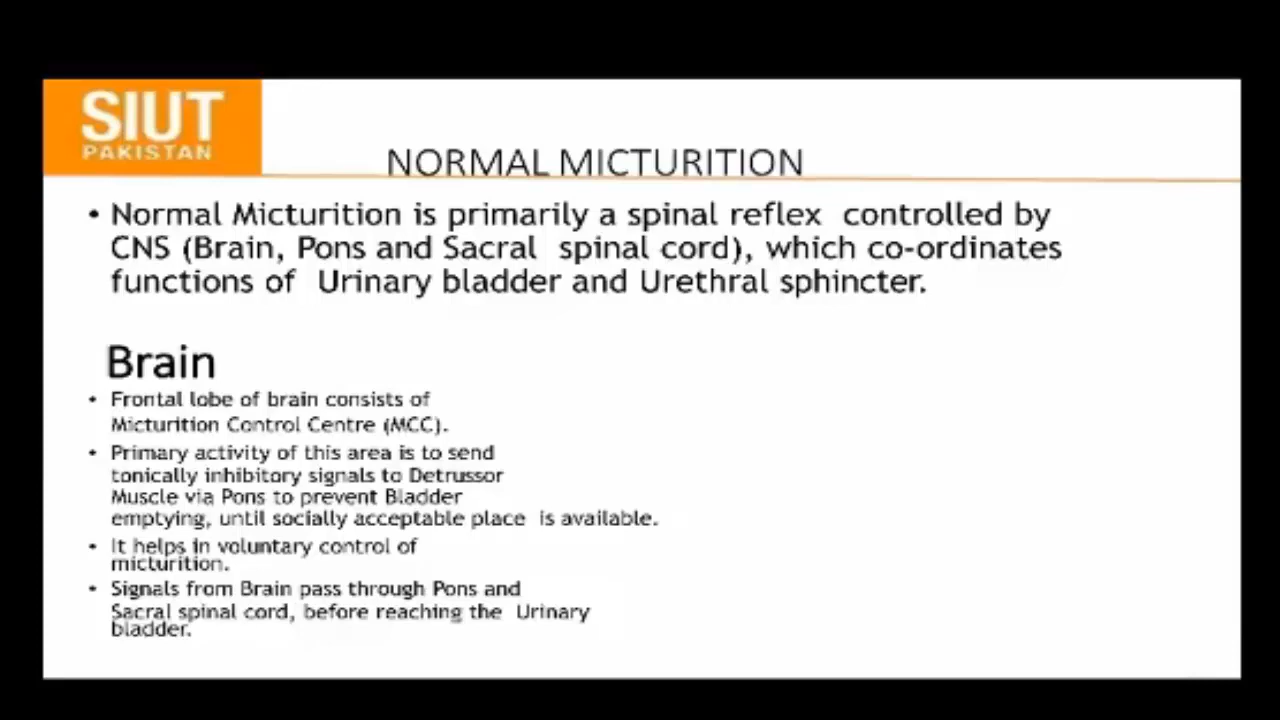 SIUT
PAKISTAN
NORMAL MICTURITION
• Normal Micturition is primarily a spinal reflex controlled by
CNS (Brain, Pons and Sacral spinal cord), which co-ordinates
functions of Urinary bladder and Urethral sphincter.
Brain
• Frontal lobe of brain consists of
Micturition Control Centre (MCC).
• Primary activity of this area is to send
tonically inhibitory signals to Detrussor
Muscle via Pons to prevent Bladder
emptying, until socially acceptable place is available.
• It helps in voluntary control of
micturition.
• Signals from Brain pass through Pons and
Sacral spinal cord, before reaching the Urinary
bladder.